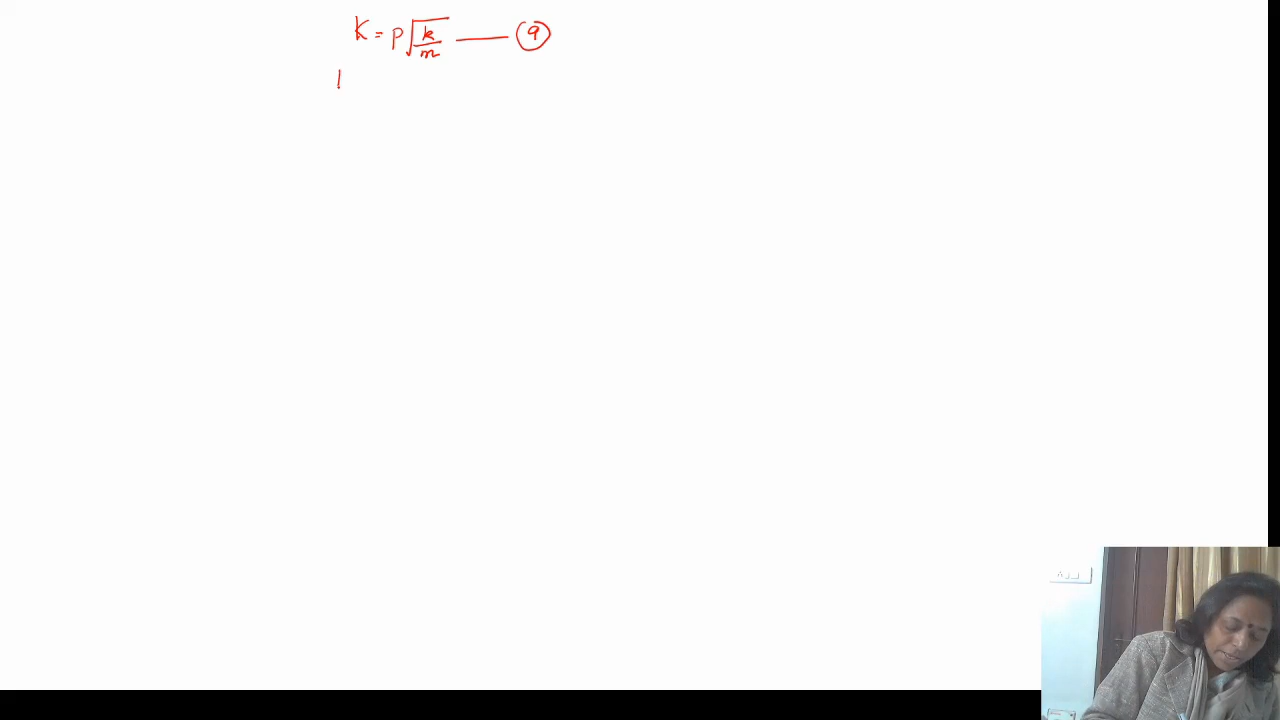 K = p√(k/m) —— (9)